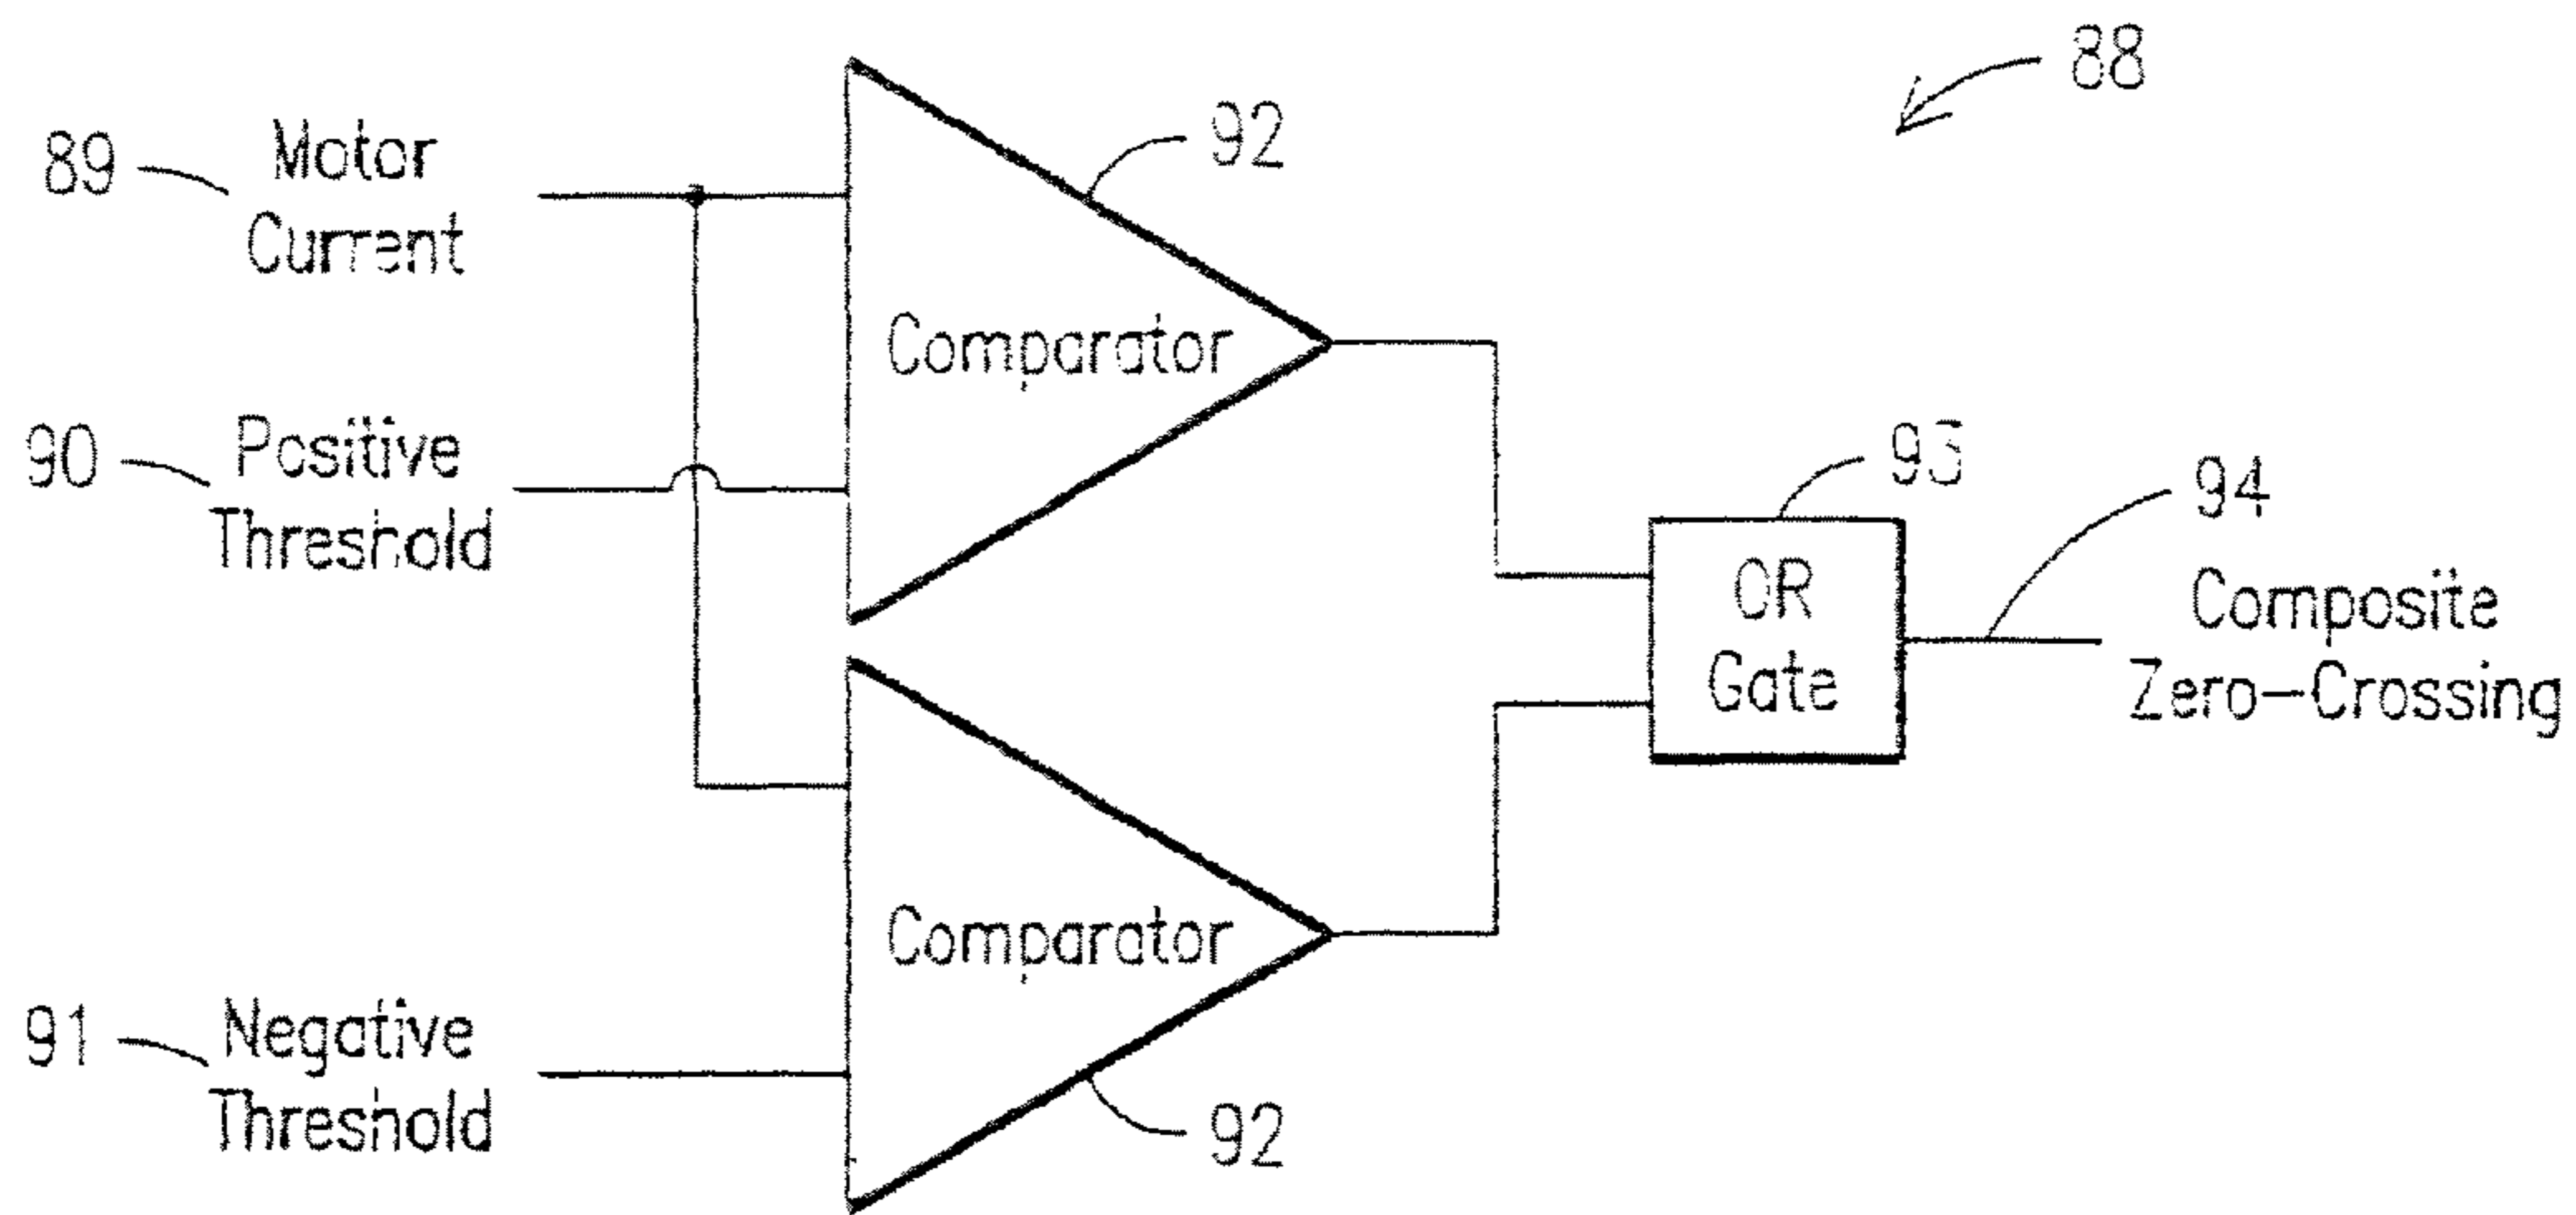 88
92
89
Motor
Current
Comparator
90
Positive
Threshold
93
94
OR
Gate
Composite
Zero-Crossing
Comparator
91
Negative
Threshold
92